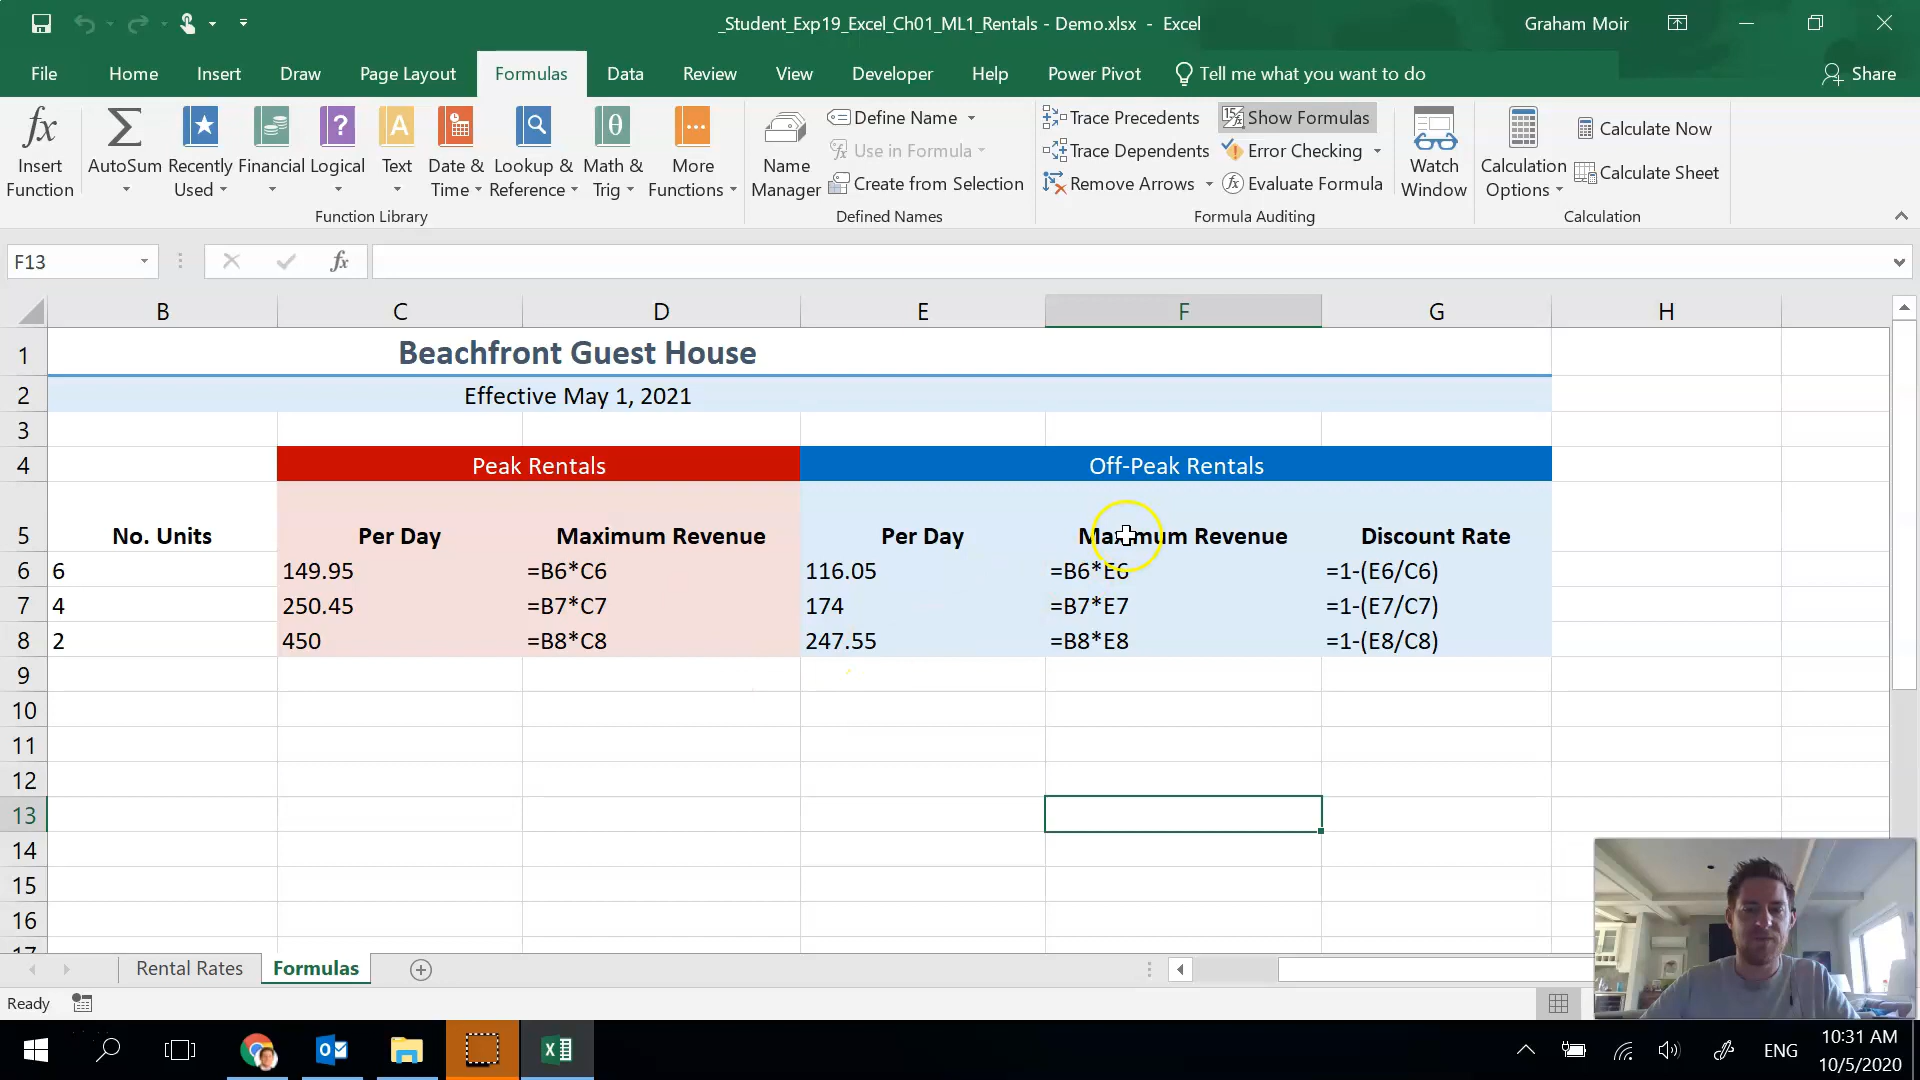 _Student_Exp19_Excel_Ch01_ML1_Rentals - Demo.xlsx - Excel
Graham Moir
File Home Insert Draw Page Layout Formulas Data Review View Developer Help Power Pivot Tell me what you want to do Share
Insert Function
AutoSum
Recently Used
Financial
Logical
Text
Date & Time
Lookup & Reference
Math & Trig
More Functions
Function Library
Name Manager
Define Name
Use in Formula
Create from Selection
Defined Names
Trace Precedents
Trace Dependents
Remove Arrows
Show Formulas
Error Checking
Evaluate Formula
Formula Auditing
Watch Window
Calculation Options
Calculate Now
Calculate Sheet
Calculation
F13
fx
B C D E F G H
1 Beachfront Guest House
2 Effective May 1, 2021
3
4 Peak Rentals Off-Peak Rentals
5 No. Units Per Day Maximum Revenue Per Day Maximum Revenue Discount Rate
6 6 149.95 =B6*C6 116.05 =B6*E6 =1-(E6/C6)
7 4 250.45 =B7*C7 174 =B7*E7 =1-(E7/C7)
8 2 450 =B8*C8 247.55 =B8*E8 =1-(E8/C8)
9
10
11
12
13
14
15
16
17
Rental Rates Formulas
Ready
ENG
10:31 AM
10/5/2020